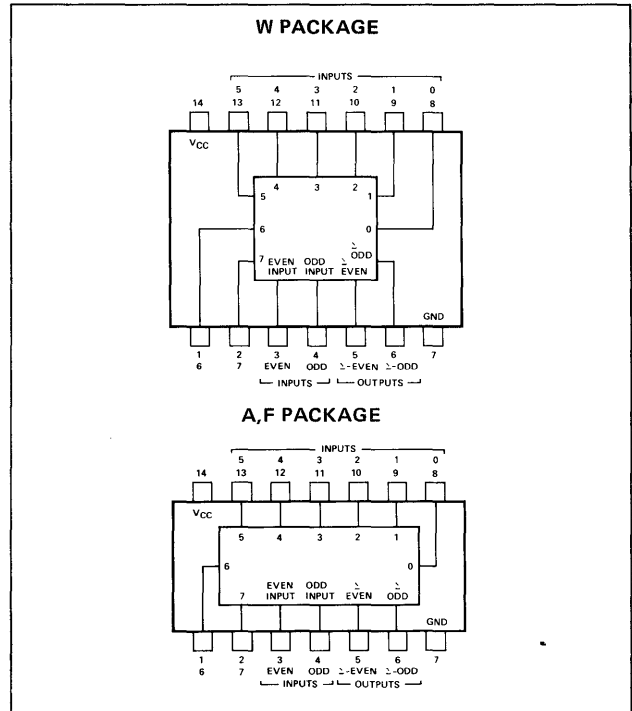 W PACKAGE
INPUTS
5 4 3 2 1 0
14 13 12 11 10 9 8
VCC
4 3 2
5 1
6 0
Σ
7 EVEN ODD Σ ODD
INPUT INPUT EVEN
GND
1 2 3 4 5 6 7
6 7 EVEN ODD Σ-EVEN Σ-ODD
INPUTS OUTPUTS
A,F PACKAGE
INPUTS
5 4 3 2 1 0
14 13 12 11 10 9 8
VCC
5 4 3 2 1
6 0
EVEN ODD Σ Σ
7 INPUT INPUT EVEN ODD
GND
1 2 3 4 5 6 7
6 7 EVEN ODD Σ-EVEN Σ-ODD
INPUTS OUTPUTS